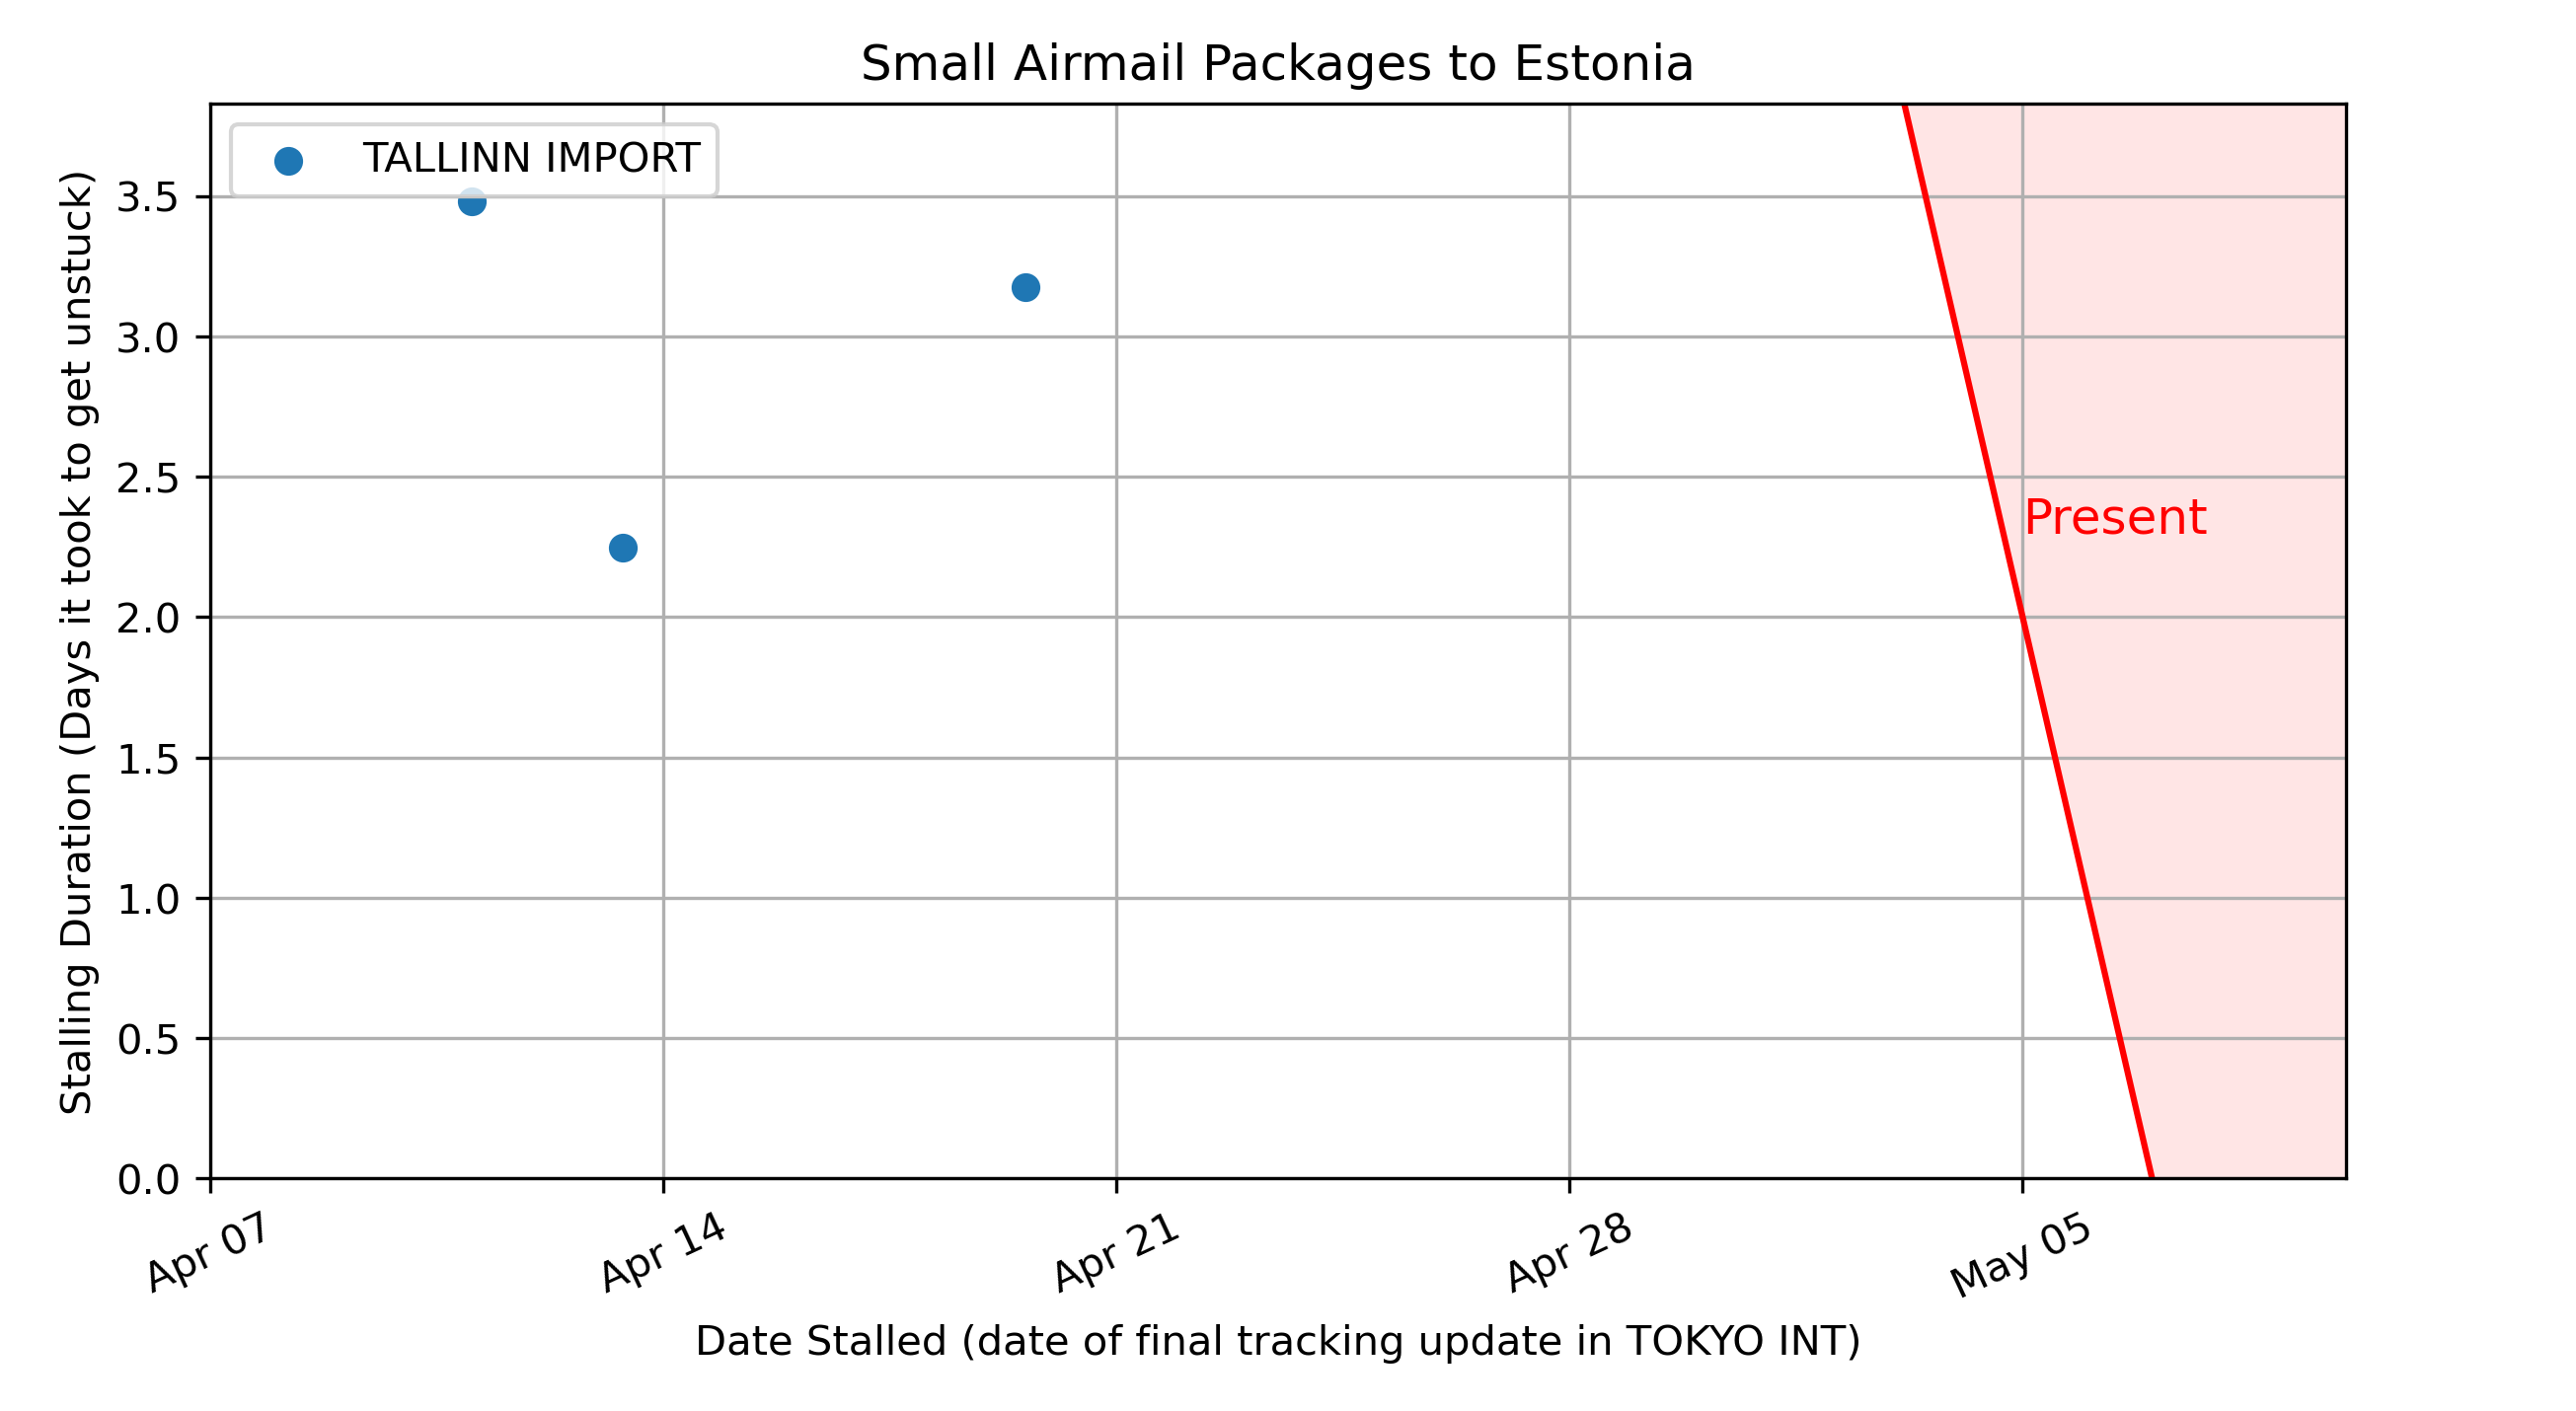 Small Airmail Packages to Estonia
TALLINN IMPORT
Stalling Duration (Days it took to get unstuck)
3.5
3.0
2.5
2.0
1.5
1.0
0.5
0.0
Present
Apr 07
Apr 14
Apr 21
Apr 28
May 05
Date Stalled (date of final tracking update in TOKYO INT)